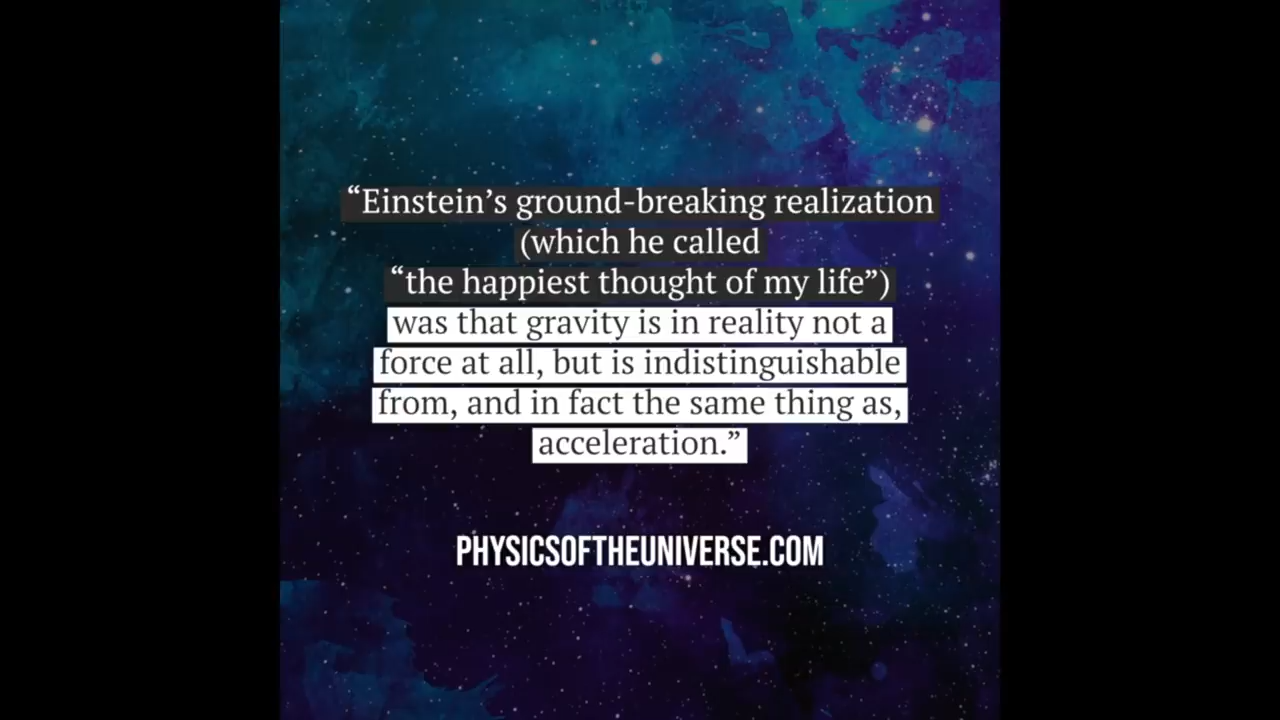 “Einstein’s ground-breaking realization
(which he called
“the happiest thought of my life”)
was that gravity is in reality not a
force at all, but is indistinguishable
from, and in fact the same thing as,
acceleration.”
PHYSICSOFTHEUNIVERSE.COM